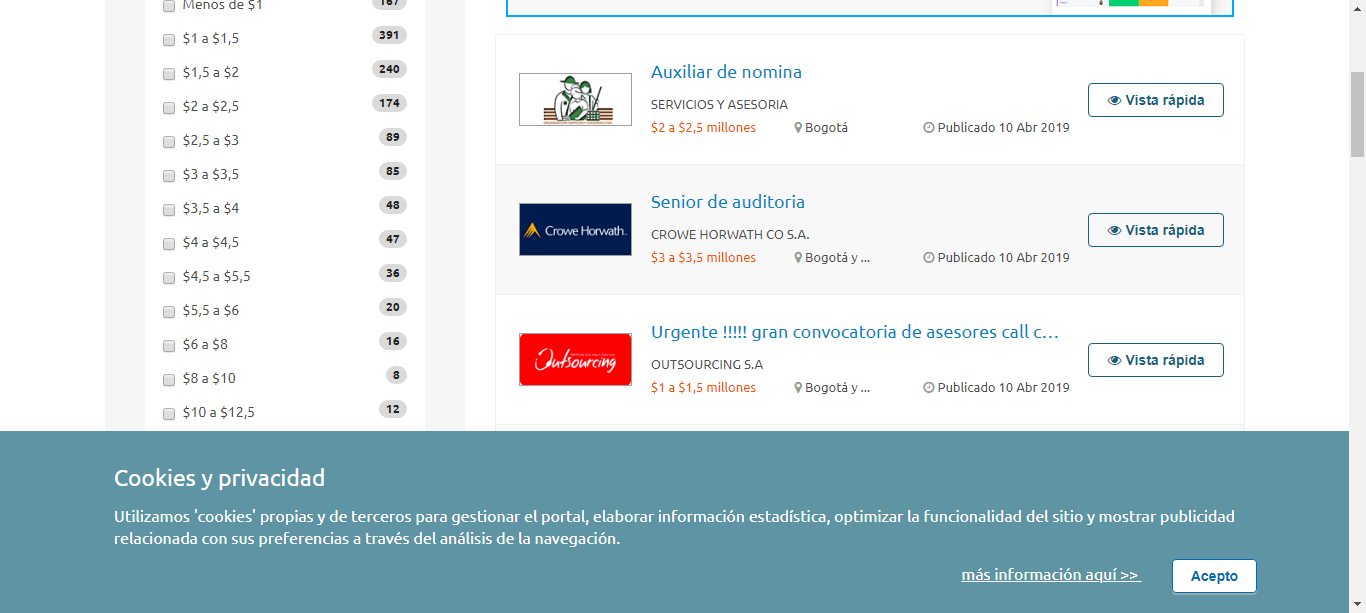 Menos de $1
167
$1 a $1,5
391
$1,5 a $2
240
$2 a $2,5
174
$2,5 a $3
89
$3 a $3,5
85
$3,5 a $4
48
$4 a $4,5
47
$4,5 a $5,5
36
$5,5 a $6
20
$6 a $8
16
$8 a $10
8
$10 a $12,5
12
Auxiliar de nomina
SERVICIOS Y ASESORIA
$2 a $2,5 millones
Bogotá
Publicado 10 Abr 2019
Vista rápida
Crowe Horwath.
Senior de auditoria
CROWE HORWATH CO S.A.
$3 a $3,5 millones
Bogotá y ...
Publicado 10 Abr 2019
Vista rápida
Outsourcing
Urgente !!!!! gran convocatoria de asesores call c...
OUTSOURCING S.A
$1 a $1,5 millones
Bogotá y ...
Publicado 10 Abr 2019
Vista rápida
Cookies y privacidad
Utilizamos 'cookies' propias y de terceros para gestionar el portal, elaborar información estadística, optimizar la funcionalidad del sitio y mostrar publicidad
relacionada con sus preferencias a través del análisis de la navegación.
más información aquí >>
Acepto